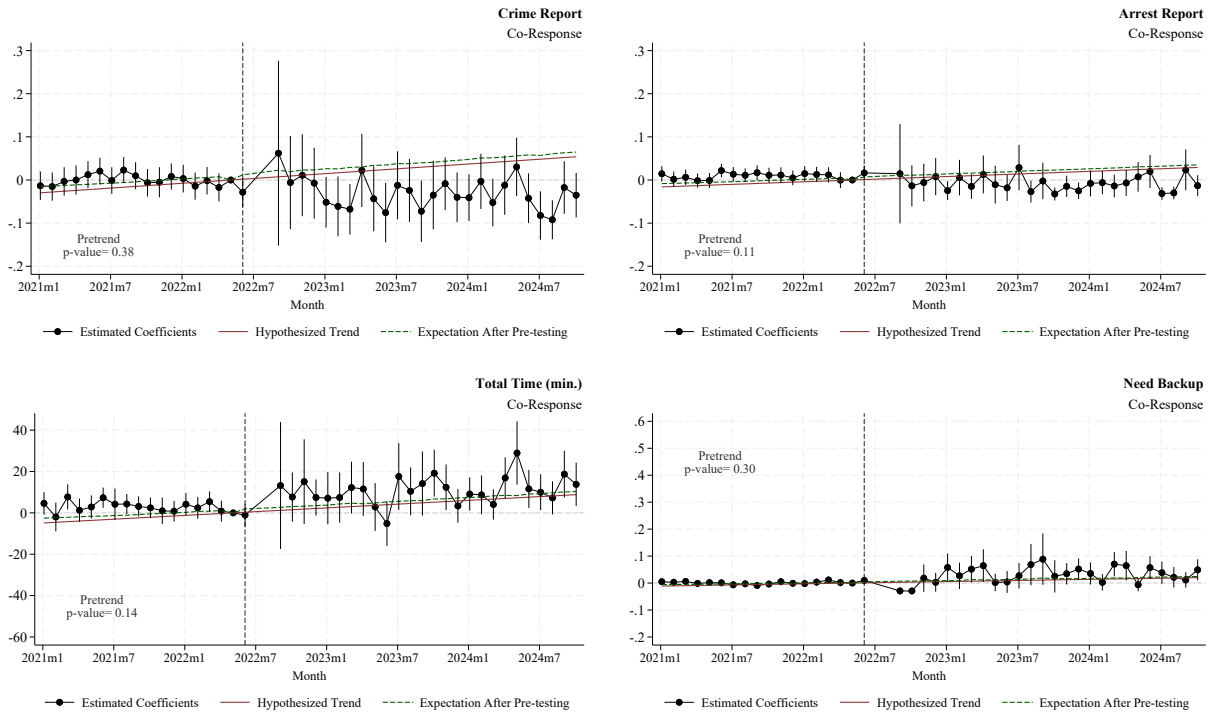 Crime Report
Co-Response
.3
.2
.1
0
-.1
-.2
Pretrend
p-value= 0.38
2021m1 2021m7 2022m1 2022m7 2023m1 2023m7 2024m1 2024m7
Month
Estimated Coefficients Hypothesized Trend Expectation After Pre-testing
Arrest Report
Co-Response
.3
.2
.1
0
-.1
-.2
Pretrend
p-value= 0.11
2021m1 2021m7 2022m1 2022m7 2023m1 2023m7 2024m1 2024m7
Month
Estimated Coefficients Hypothesized Trend Expectation After Pre-testing
Total Time (min.)
Co-Response
40
20
0
-20
-40
-60
Pretrend
p-value= 0.14
2021m1 2021m7 2022m1 2022m7 2023m1 2023m7 2024m1 2024m7
Month
Estimated Coefficients Hypothesized Trend Expectation After Pre-testing
Need Backup
Co-Response
.6
.5
.4
.3
.2
.1
0
-.1
-.2
Pretrend
p-value= 0.30
2021m1 2021m7 2022m1 2022m7 2023m1 2023m7 2024m1 2024m7
Month
Estimated Coefficients Hypothesized Trend Expectation After Pre-testing